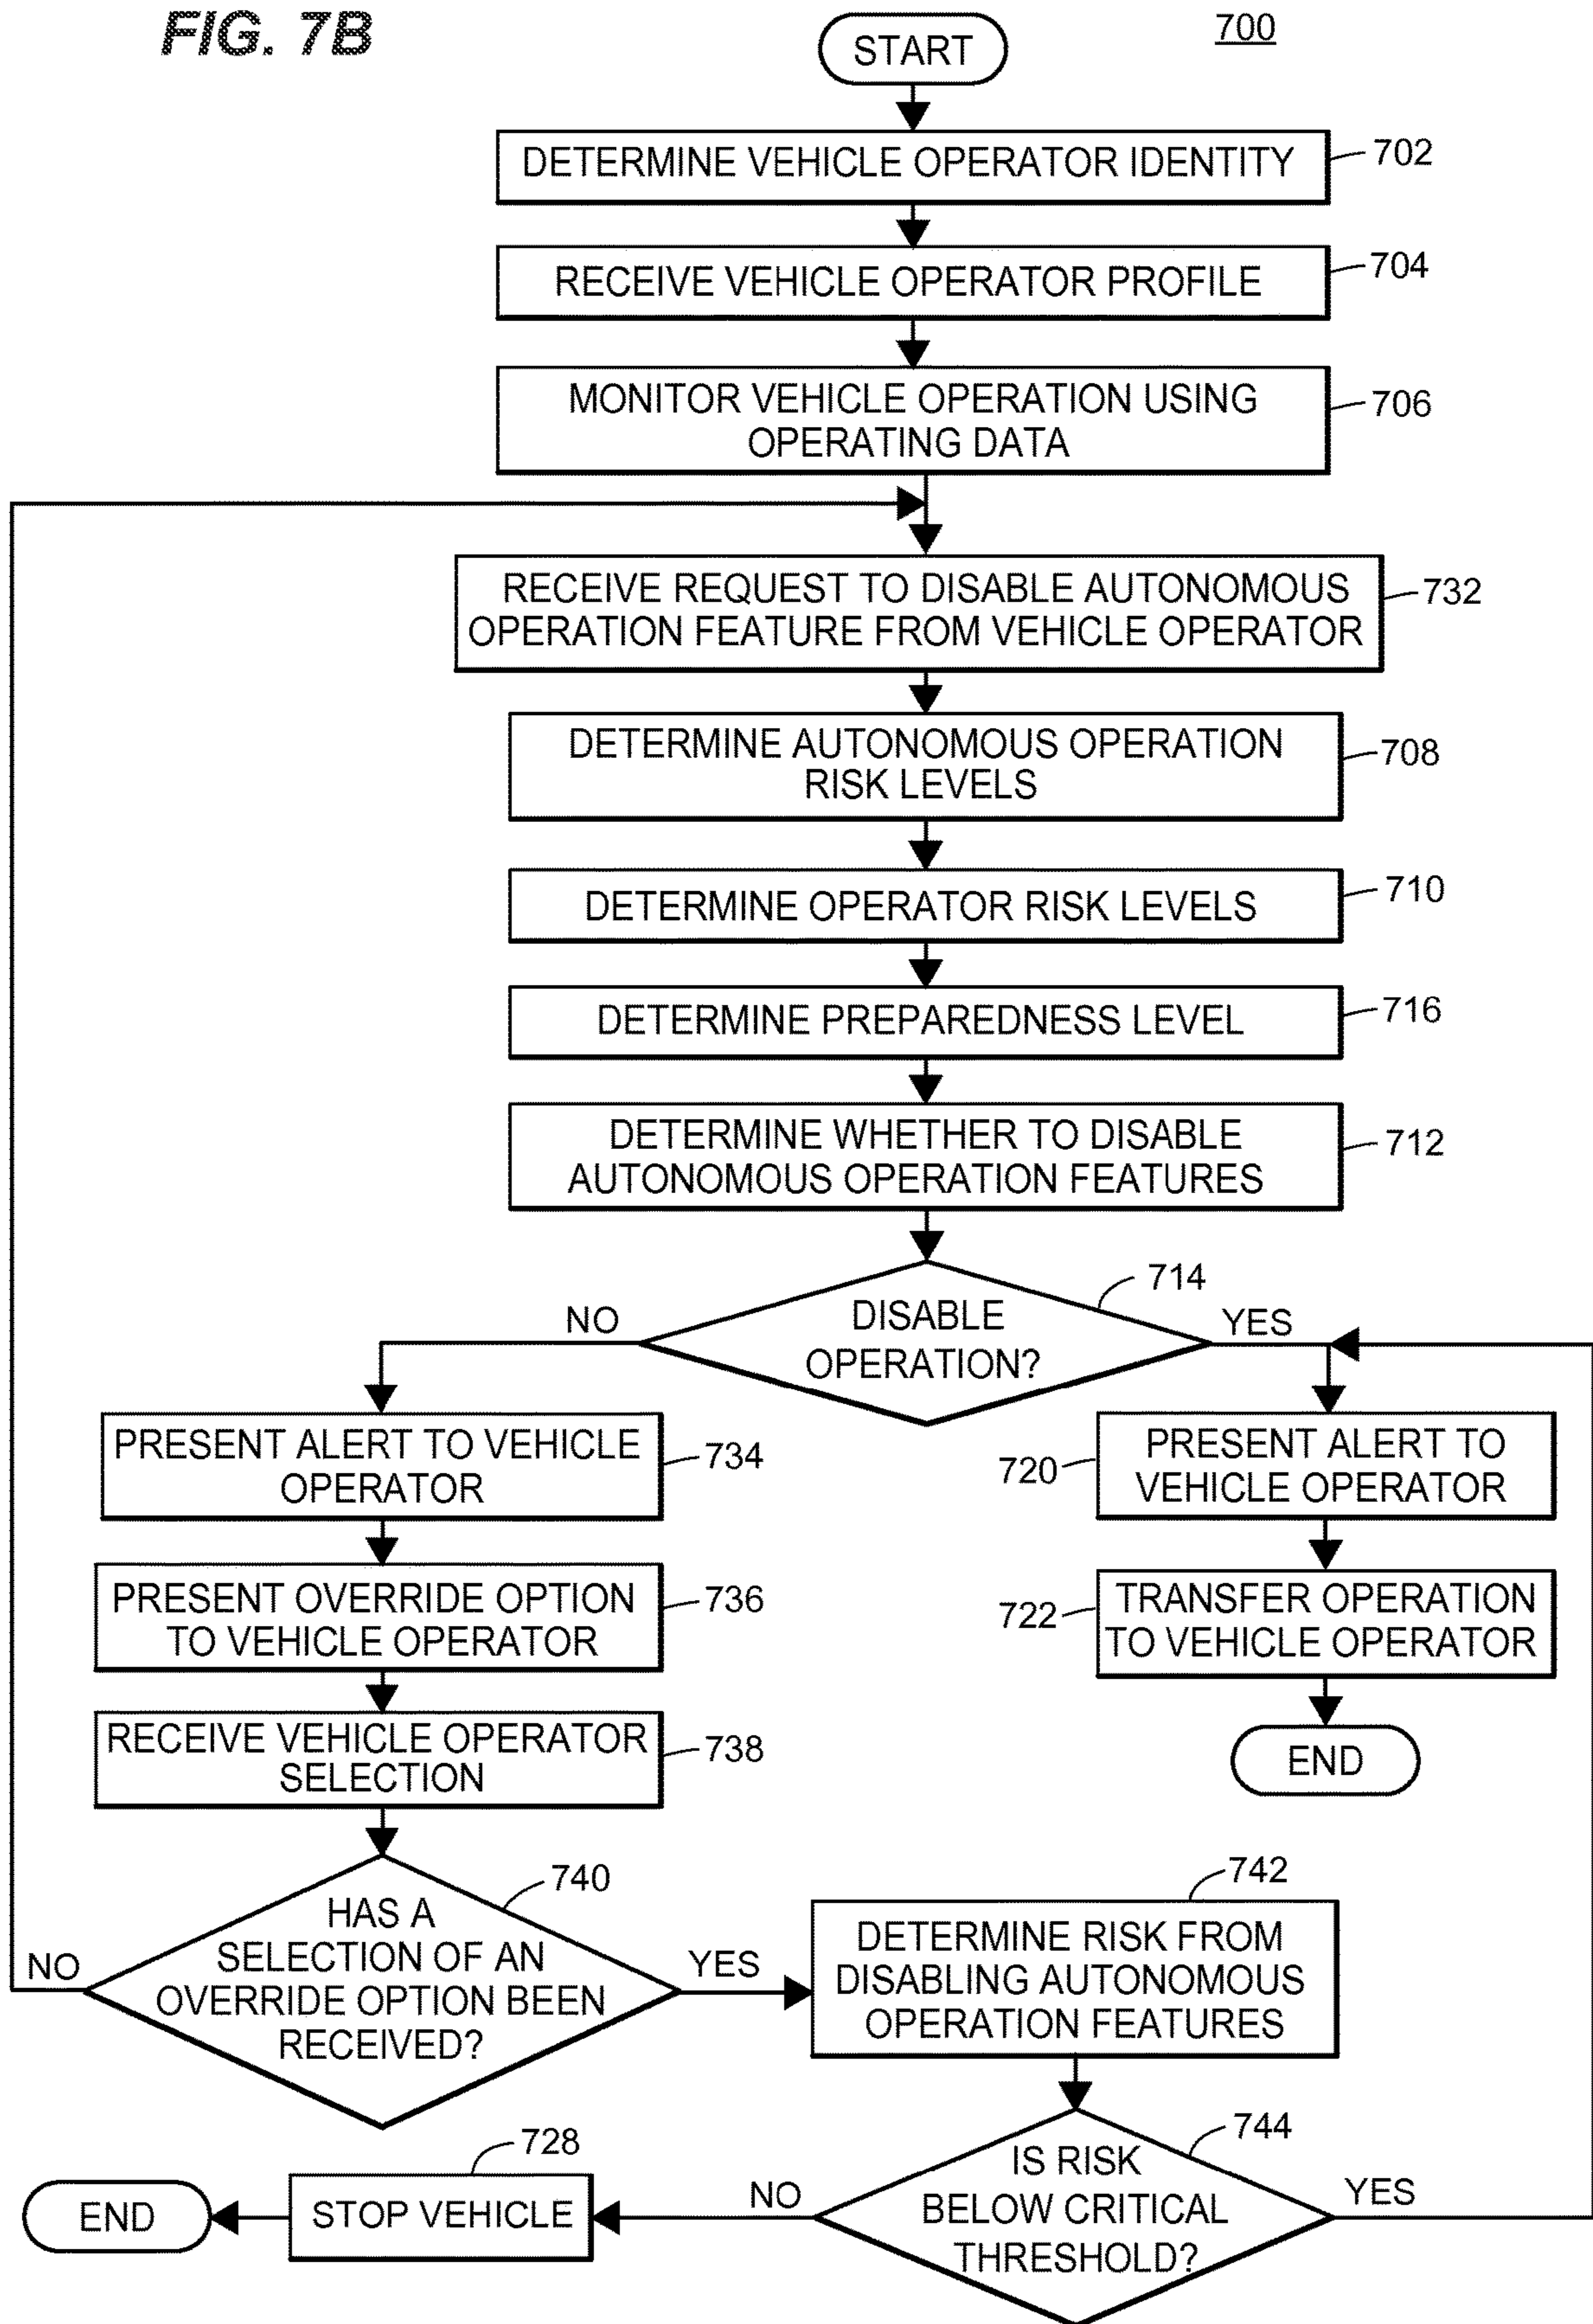 FIG. 7B
700
START
DETERMINE VEHICLE OPERATOR IDENTITY
702
RECEIVE VEHICLE OPERATOR PROFILE
704
MONITOR VEHICLE OPERATION USING
OPERATING DATA
706
RECEIVE REQUEST TO DISABLE AUTONOMOUS
OPERATION FEATURE FROM VEHICLE OPERATOR
732
DETERMINE AUTONOMOUS OPERATION
RISK LEVELS
708
DETERMINE OPERATOR RISK LEVELS
710
DETERMINE PREPAREDNESS LEVEL
716
DETERMINE WHETHER TO DISABLE
AUTONOMOUS OPERATION FEATURES
712
714
DISABLE
OPERATION?
NO
YES
PRESENT ALERT TO VEHICLE
OPERATOR
734
PRESENT ALERT TO
VEHICLE OPERATOR
720
PRESENT OVERRIDE OPTION
TO VEHICLE OPERATOR
736
TRANSFER OPERATION
TO VEHICLE OPERATOR
722
RECEIVE VEHICLE OPERATOR
SELECTION
738
END
740
HAS A
SELECTION OF AN
OVERRIDE OPTION BEEN
RECEIVED?
NO
YES
742
DETERMINE RISK FROM
DISABLING AUTONOMOUS
OPERATION FEATURES
744
IS RISK
BELOW CRITICAL
THRESHOLD?
NO
YES
728
STOP VEHICLE
END